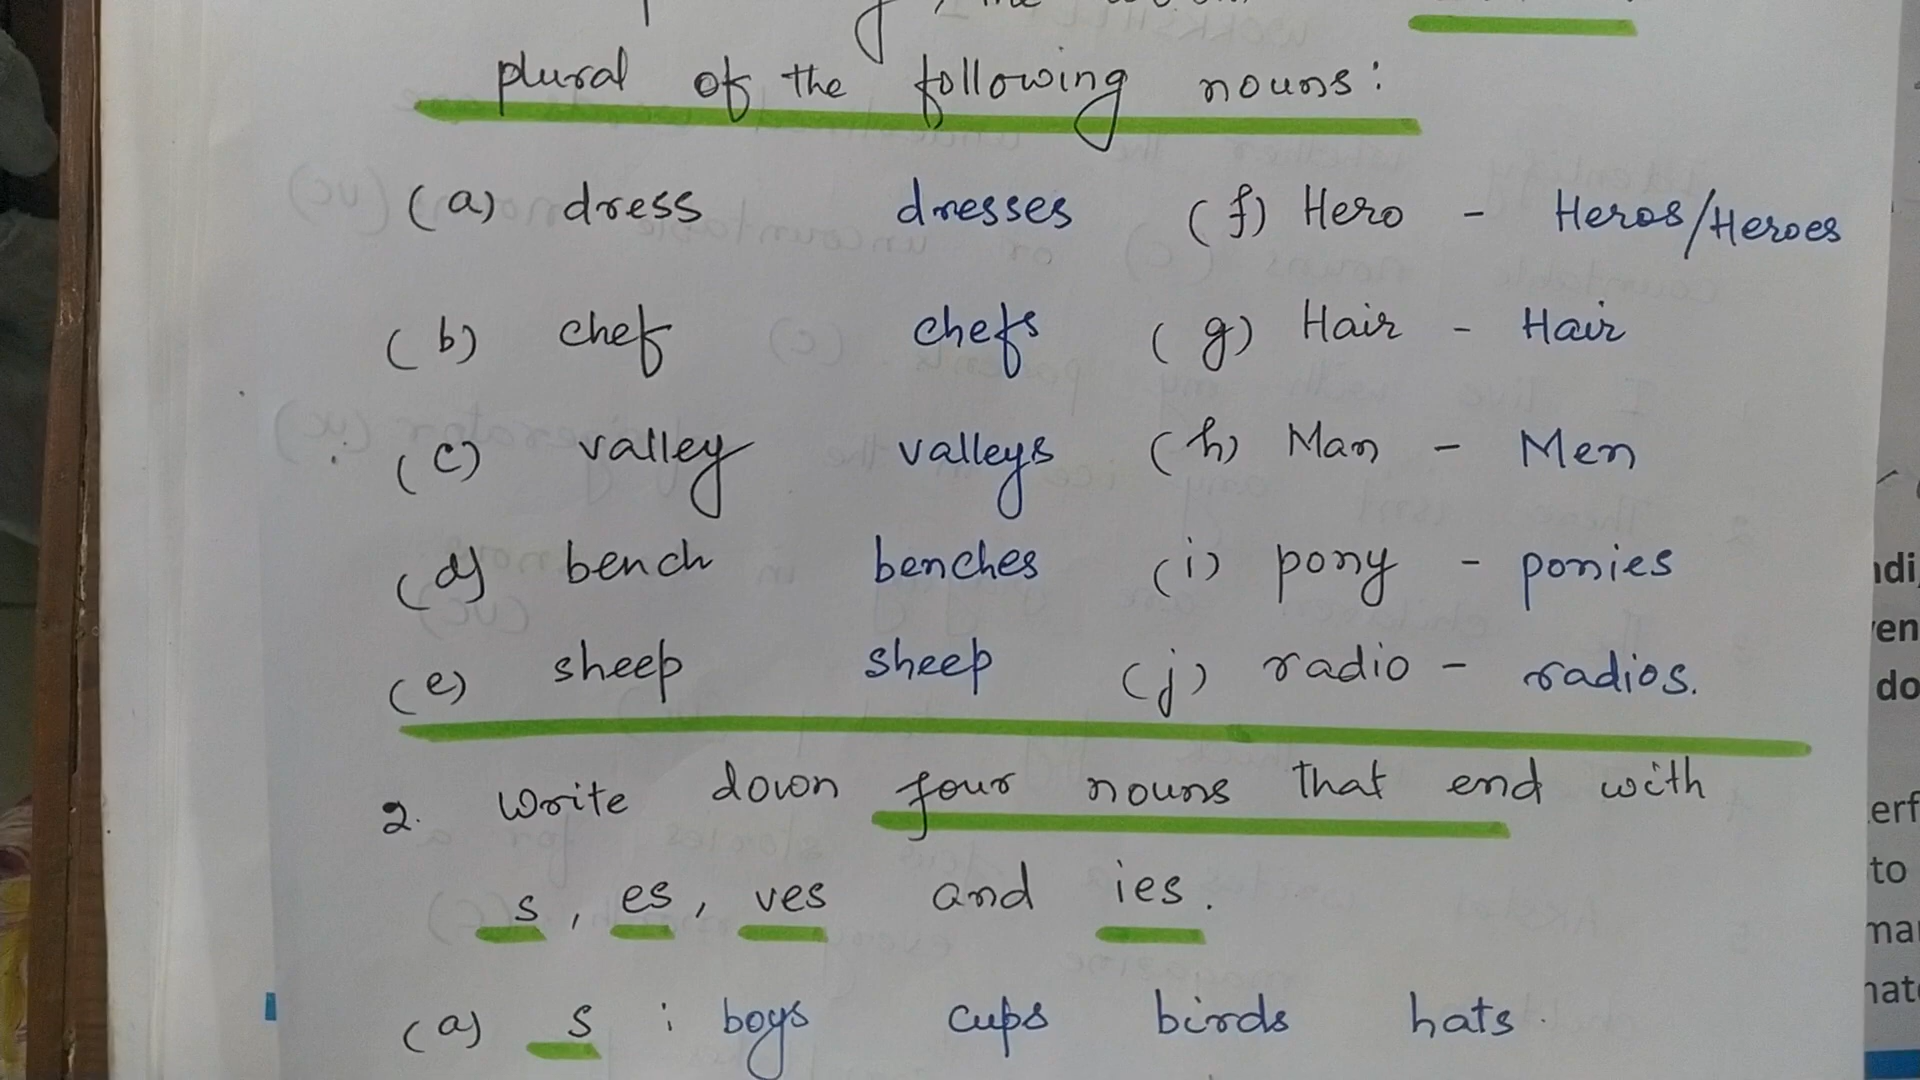 plural of the following nouns:
(a) dress dresses (f) Hero - Heros/Heroes
(b) chef chefs (g) Hair - Hair
(c) valley valleys (h) Man - Men
(d) bench benches (i) pony - ponies
(e) sheep sheep (j) radio - radios.
2. Write down four nouns that end with
s, es, ves and ies.
(a) s : boys cups birds hats.